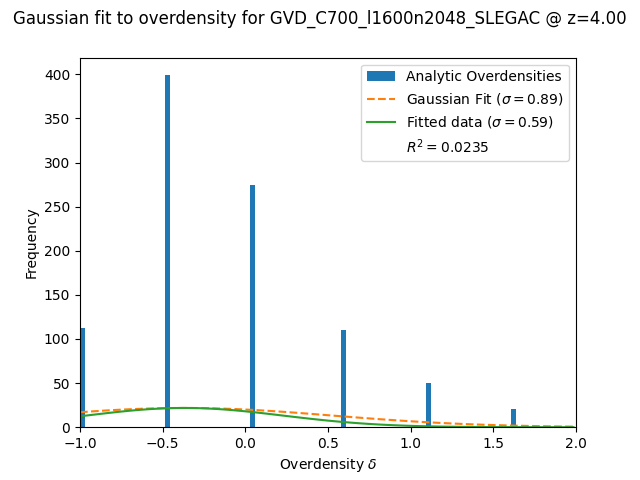 Gaussian fit to overdensity for GVD_C700_l1600n2048_SLEGAC @ z=4.00
400
350
300
250
200
150
100
50
0
Frequency
−1.0
−0.5
0.0
0.5
1.0
1.5
2.0
Overdensity δ
Analytic Overdensities
Gaussian Fit (σ = 0.89)
Fitted data (σ = 0.59)
R² = 0.0235